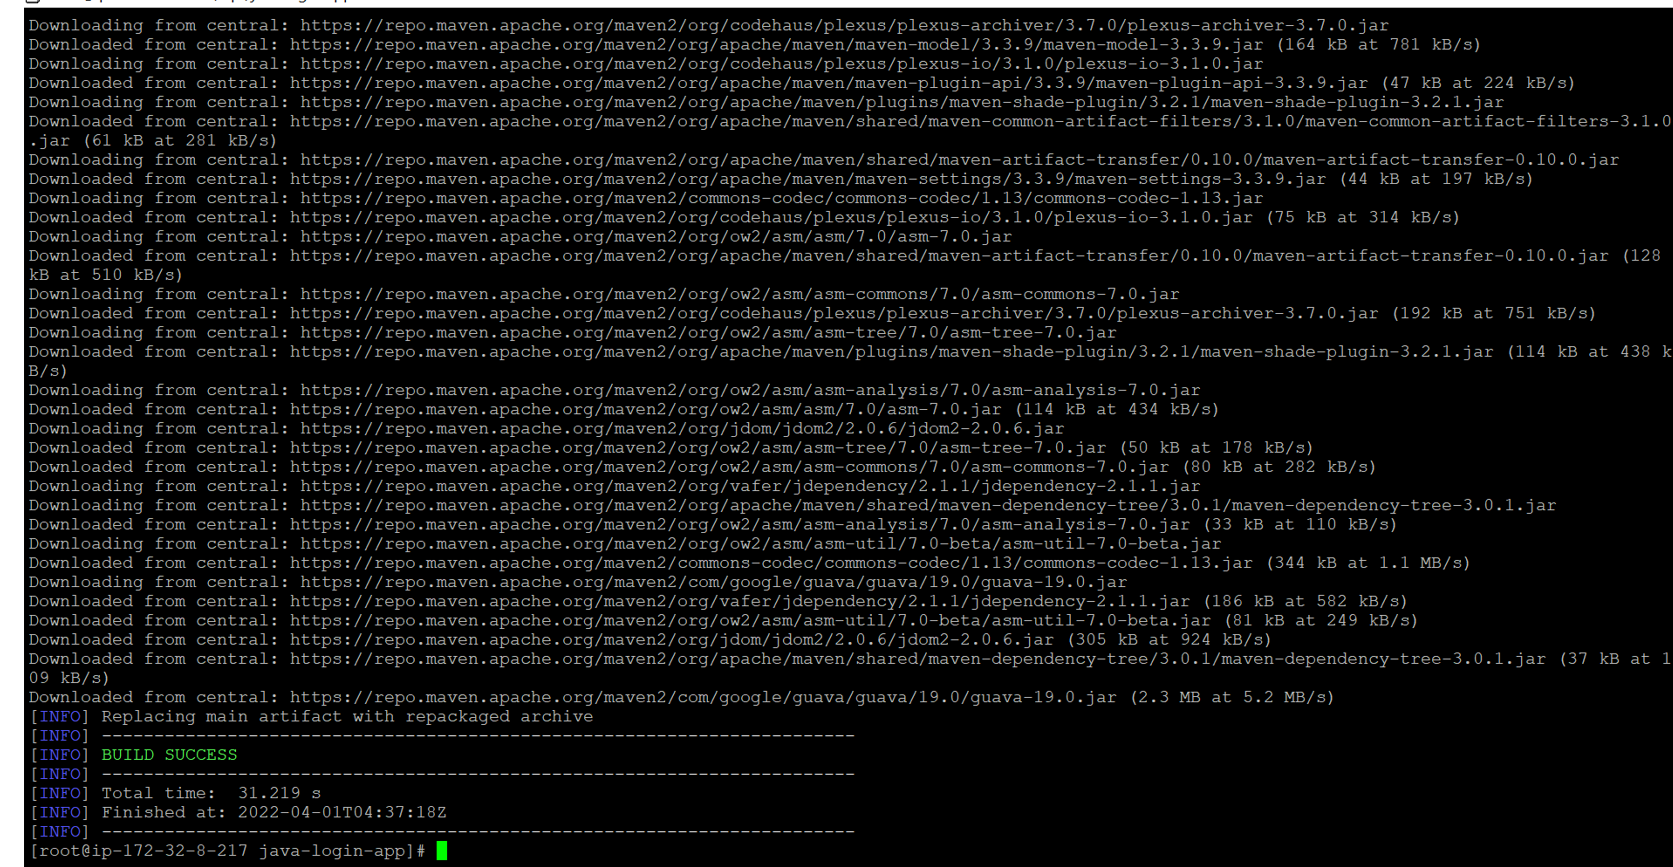 Downloading from central: https://repo.maven.apache.org/maven2/org/codehaus/plexus/plexus-archiver/3.7.0/plexus-archiver-3.7.0.jar
Downloaded from central: https://repo.maven.apache.org/maven2/org/apache/maven/maven-model/3.3.9/maven-model-3.3.9.jar (164 kB at 781 kB/s)
Downloading from central: https://repo.maven.apache.org/maven2/org/codehaus/plexus/plexus-io/3.1.0/plexus-io-3.1.0.jar
Downloaded from central: https://repo.maven.apache.org/maven2/org/apache/maven/maven-plugin-api/3.3.9/maven-plugin-api-3.3.9.jar (47 kB at 224 kB/s)
Downloading from central: https://repo.maven.apache.org/maven2/org/apache/maven/plugins/maven-shade-plugin/3.2.1/maven-shade-plugin-3.2.1.jar
Downloaded from central: https://repo.maven.apache.org/maven2/org/apache/maven/shared/maven-common-artifact-filters/3.1.0/maven-common-artifact-filters-3.1.0
.jar (61 kB at 281 kB/s)
Downloading from central: https://repo.maven.apache.org/maven2/org/apache/maven/shared/maven-artifact-transfer/0.10.0/maven-artifact-transfer-0.10.0.jar
Downloaded from central: https://repo.maven.apache.org/maven2/org/apache/maven/maven-settings/3.3.9/maven-settings-3.3.9.jar (44 kB at 197 kB/s)
Downloading from central: https://repo.maven.apache.org/maven2/commons-codec/commons-codec/1.13/commons-codec-1.13.jar
Downloaded from central: https://repo.maven.apache.org/maven2/org/codehaus/plexus/plexus-io/3.1.0/plexus-io-3.1.0.jar (75 kB at 314 kB/s)
Downloading from central: https://repo.maven.apache.org/maven2/org/ow2/asm/asm/7.0/asm-7.0.jar
Downloaded from central: https://repo.maven.apache.org/maven2/org/apache/maven/shared/maven-artifact-transfer/0.10.0/maven-artifact-transfer-0.10.0.jar (128
kB at 510 kB/s)
Downloading from central: https://repo.maven.apache.org/maven2/org/ow2/asm/asm-commons/7.0/asm-commons-7.0.jar
Downloaded from central: https://repo.maven.apache.org/maven2/org/codehaus/plexus/plexus-archiver/3.7.0/plexus-archiver-3.7.0.jar (192 kB at 751 kB/s)
Downloading from central: https://repo.maven.apache.org/maven2/org/ow2/asm/asm-tree/7.0/asm-tree-7.0.jar
Downloaded from central: https://repo.maven.apache.org/maven2/org/apache/maven/plugins/maven-shade-plugin/3.2.1/maven-shade-plugin-3.2.1.jar (114 kB at 438 k
B/s)
Downloading from central: https://repo.maven.apache.org/maven2/org/ow2/asm/asm-analysis/7.0/asm-analysis-7.0.jar
Downloaded from central: https://repo.maven.apache.org/maven2/org/ow2/asm/asm/7.0/asm-7.0.jar (114 kB at 434 kB/s)
Downloading from central: https://repo.maven.apache.org/maven2/org/jdom/jdom2/2.0.6/jdom2-2.0.6.jar
Downloaded from central: https://repo.maven.apache.org/maven2/org/ow2/asm/asm-tree/7.0/asm-tree-7.0.jar (50 kB at 178 kB/s)
Downloaded from central: https://repo.maven.apache.org/maven2/org/ow2/asm/asm-commons/7.0/asm-commons-7.0.jar (80 kB at 282 kB/s)
Downloading from central: https://repo.maven.apache.org/maven2/org/vafer/jdependency/2.1.1/jdependency-2.1.1.jar
Downloading from central: https://repo.maven.apache.org/maven2/org/apache/maven/shared/maven-dependency-tree/3.0.1/maven-dependency-tree-3.0.1.jar
Downloaded from central: https://repo.maven.apache.org/maven2/org/ow2/asm/asm-analysis/7.0/asm-analysis-7.0.jar (33 kB at 110 kB/s)
Downloading from central: https://repo.maven.apache.org/maven2/org/ow2/asm/asm-util/7.0-beta/asm-util-7.0-beta.jar
Downloaded from central: https://repo.maven.apache.org/maven2/commons-codec/commons-codec/1.13/commons-codec-1.13.jar (344 kB at 1.1 MB/s)
Downloading from central: https://repo.maven.apache.org/maven2/com/google/guava/guava/19.0/guava-19.0.jar
Downloaded from central: https://repo.maven.apache.org/maven2/org/vafer/jdependency/2.1.1/jdependency-2.1.1.jar (186 kB at 582 kB/s)
Downloaded from central: https://repo.maven.apache.org/maven2/org/ow2/asm/asm-util/7.0-beta/asm-util-7.0-beta.jar (81 kB at 249 kB/s)
Downloaded from central: https://repo.maven.apache.org/maven2/org/jdom/jdom2/2.0.6/jdom2-2.0.6.jar (305 kB at 924 kB/s)
Downloaded from central: https://repo.maven.apache.org/maven2/org/apache/maven/shared/maven-dependency-tree/3.0.1/maven-dependency-tree-3.0.1.jar (37 kB at 1
09 kB/s)
Downloaded from central: https://repo.maven.apache.org/maven2/com/google/guava/guava/19.0/guava-19.0.jar (2.3 MB at 5.2 MB/s)
[INFO] Replacing main artifact with repackaged archive
[INFO] ------------------------------------------------------------------------
[INFO] BUILD SUCCESS
[INFO] ------------------------------------------------------------------------
[INFO] Total time:  31.219 s
[INFO] Finished at: 2022-04-01T04:37:18Z
[INFO] ------------------------------------------------------------------------
[root@ip-172-32-8-217 java-login-app]#